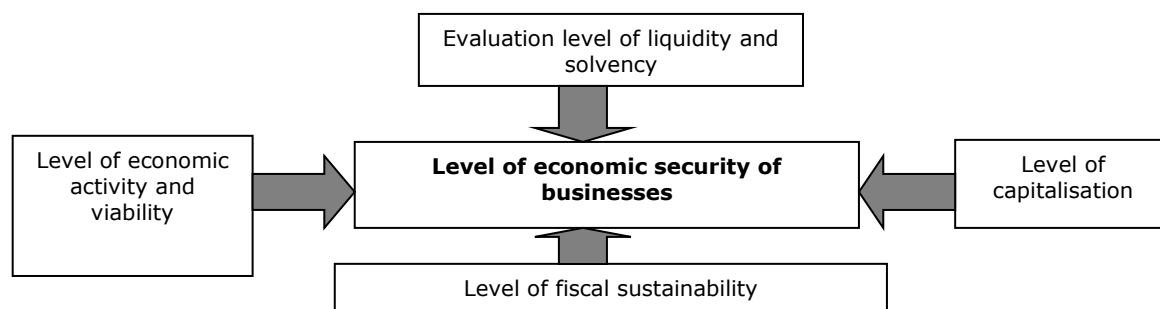 Evaluation level of liquidity and
solvency
Level of economic
activity and
viability
Level of economic security of
businesses
Level of
capitalisation
Level of fiscal sustainability